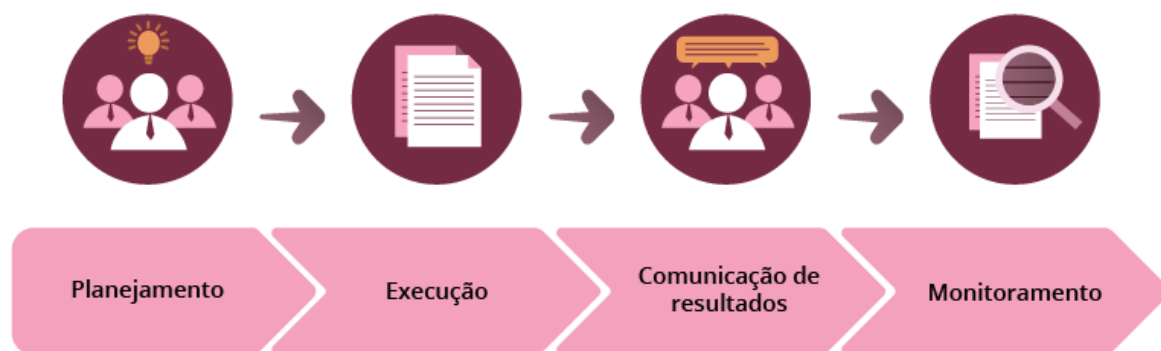 Planejamento
Execução
Comunicação de
resultados
Monitoramento